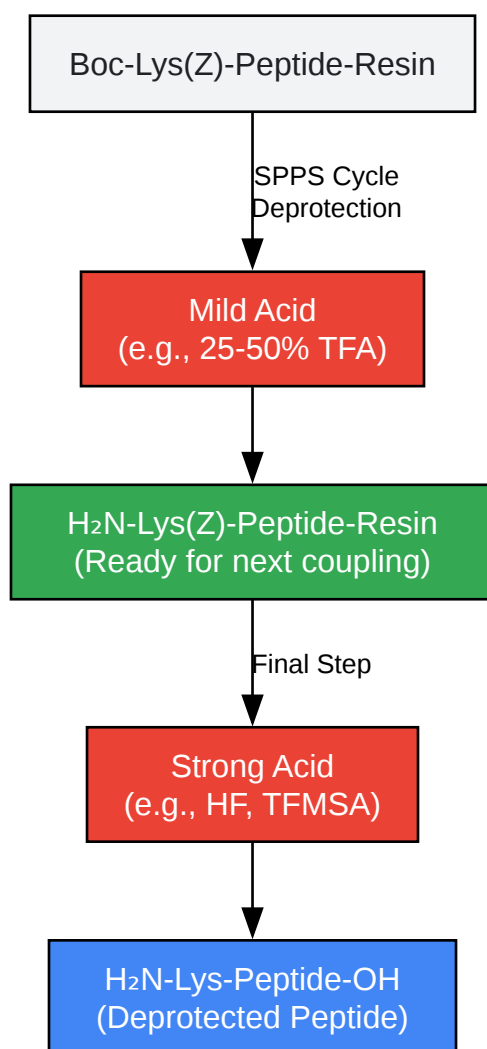 Boc-Lys(Z)-Peptide-Resin
SPPS Cycle
Deprotection
Mild Acid
(e.g., 25-50% TFA)
H₂N-Lys(Z)-Peptide-Resin
(Ready for next coupling)
Final Step
Strong Acid
(e.g., HF, TFMSA)
H₂N-Lys-Peptide-OH
(Deprotected Peptide)